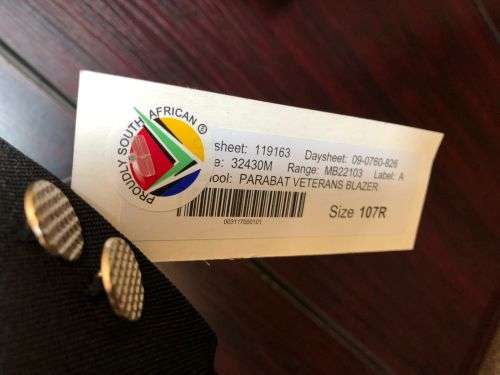 PROUDLY SOUTH AFRICAN ®
sheet: 119163 Daysheet: 09-0760-826
e: 32430M Range: MB22103 Label: A
ool: PARABAT VETERANS BLAZER
Size 107R